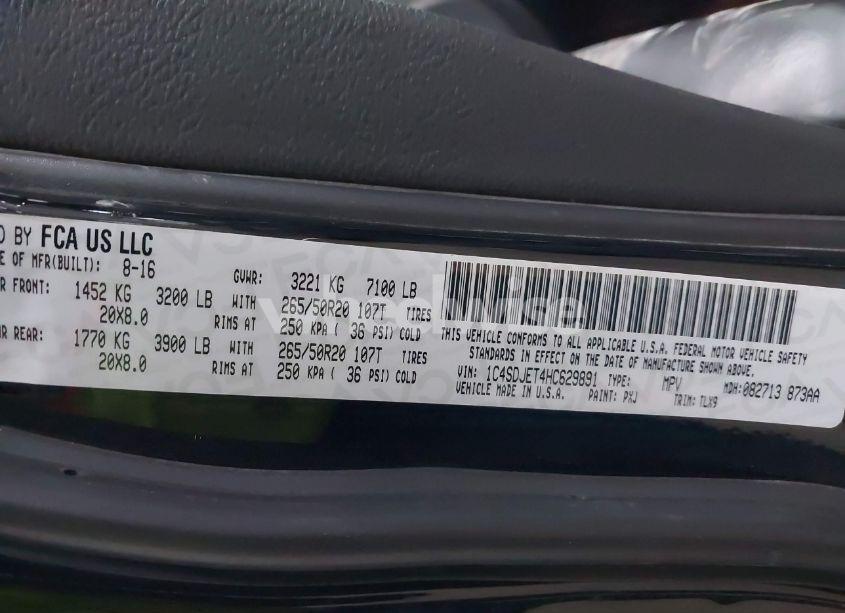 D BY FCA US LLC
E OF MFR(BUILT): 8-16 GVWR: 3221 KG 7100 LB
R FRONT: 1452 KG 3200 LB WITH 265/50R20 107T TIRES
20X8.0 RIMS AT 250 KPA ( 36 PSI) COLD
R REAR: 1770 KG 3900 LB WITH 265/50R20 107T TIRES
20X8.0 RIMS AT 250 KPA ( 36 PSI) COLD
THIS VEHICLE CONFORMS TO ALL APPLICABLE U.S.A. FEDERAL MOTOR VEHICLE SAFETY
STANDARDS IN EFFECT ON THE DATE OF MANUFACTURE SHOWN ABOVE.
VIN: 1C4SDJET4HC629891 TYPE: MPV MDH:082713 873AA
VEHICLE MADE IN U.S.A. PAINT: PXJ TRIM: TLX9